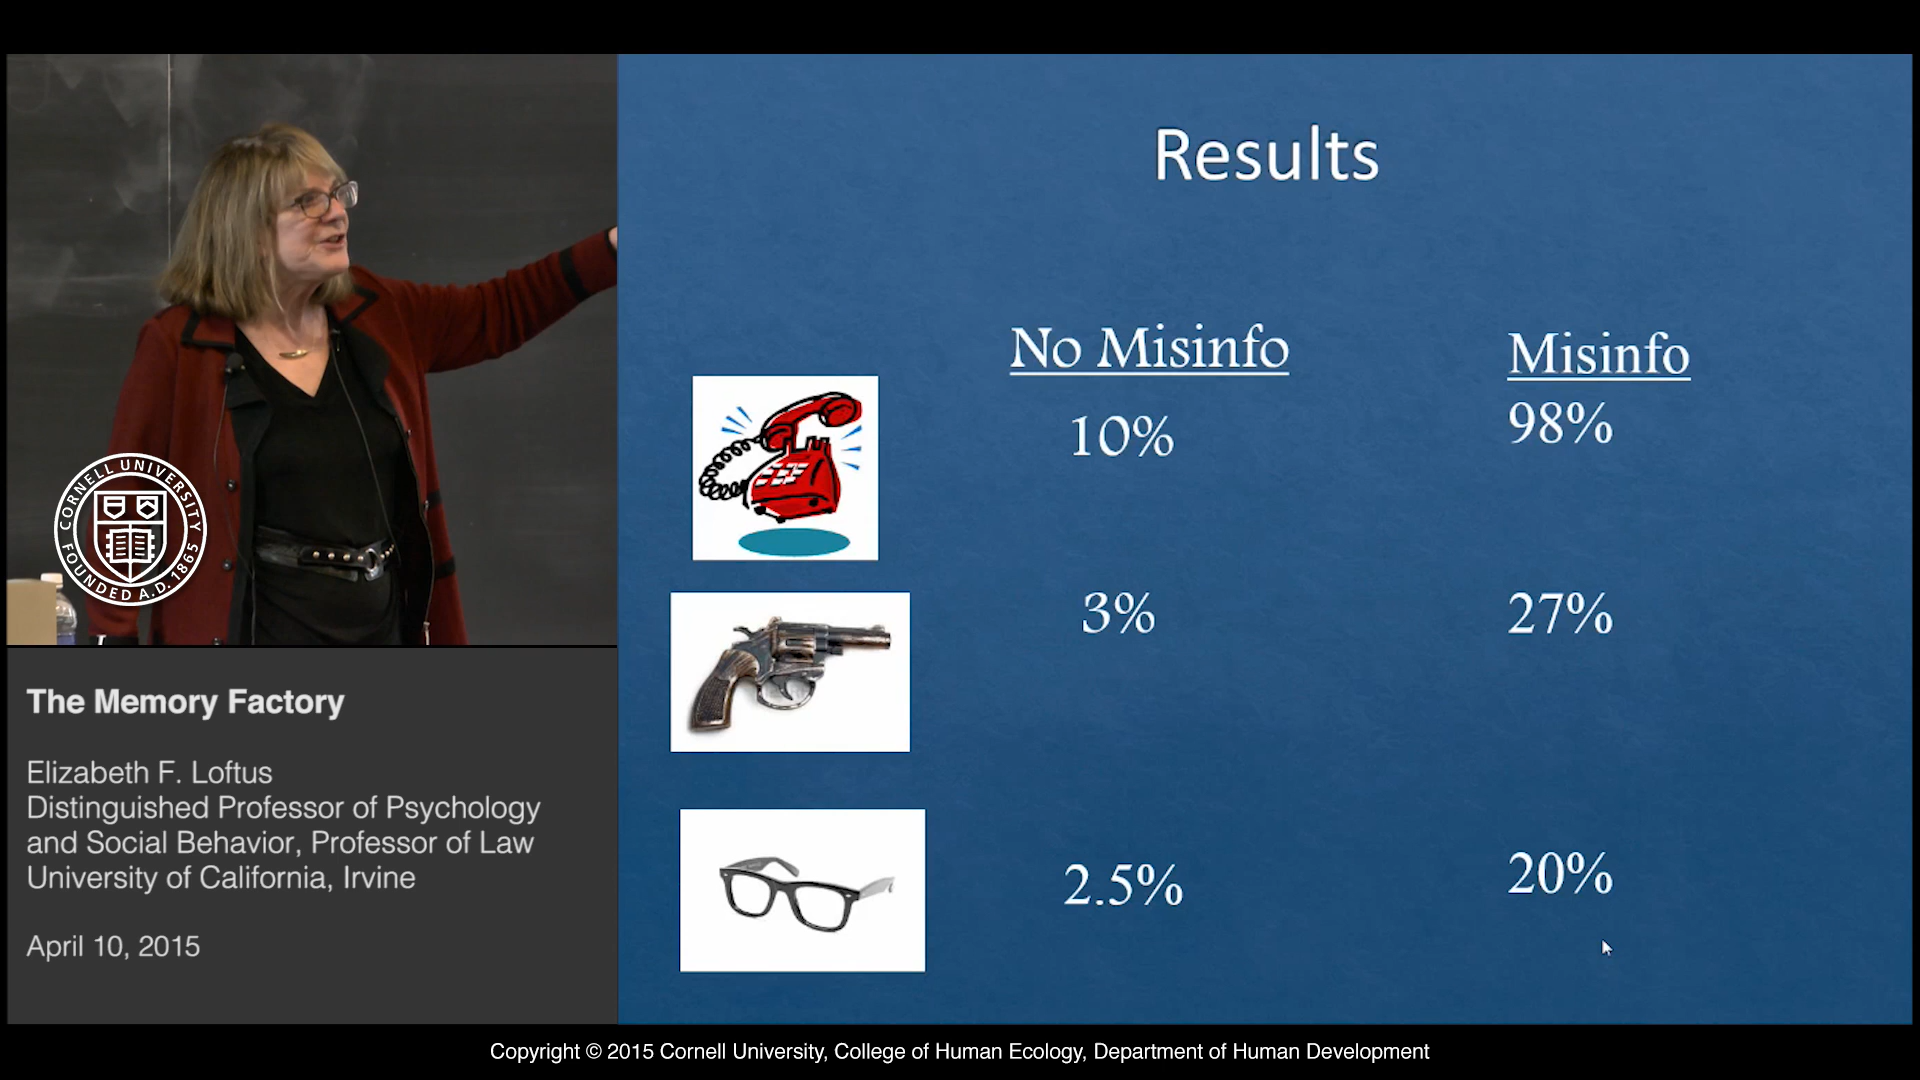 Results
No Misinfo
Misinfo
10%
98%
3%
27%
2.5%
20%
CORNELL UNIVERSITY
FOUNDED A.D. 1865
The Memory Factory
Elizabeth F. Loftus
Distinguished Professor of Psychology
and Social Behavior, Professor of Law
University of California, Irvine
April 10, 2015
Copyright © 2015 Cornell University, College of Human Ecology, Department of Human Development